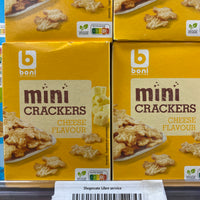 b
boni
mini
CRACKERS
CHEESE
FLAVOUR
b
boni
mini
CRACKERS
CHEESE
FLAVOUR